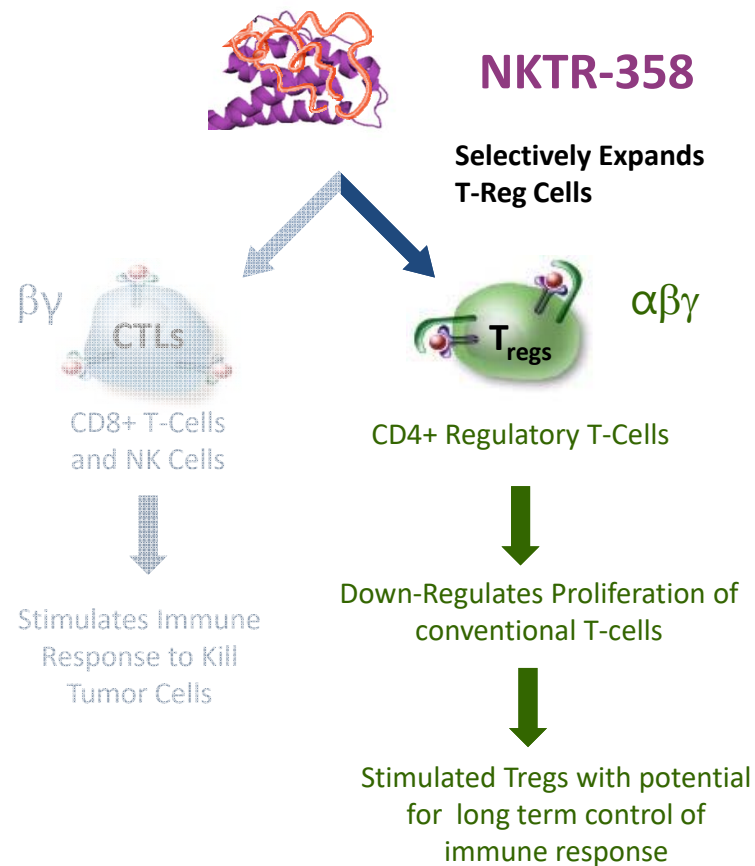 NKTR-358
Selectively Expands
T-Reg Cells
βγ
CTLs
CD8+ T-Cells
and NK Cells
Stimulates Immune
Response to Kill
Tumor Cells
Tregs
αβγ
CD4+ Regulatory T-Cells
Down-Regulates Proliferation of
conventional T-cells
Stimulated Tregs with potential
for long term control of
immune response